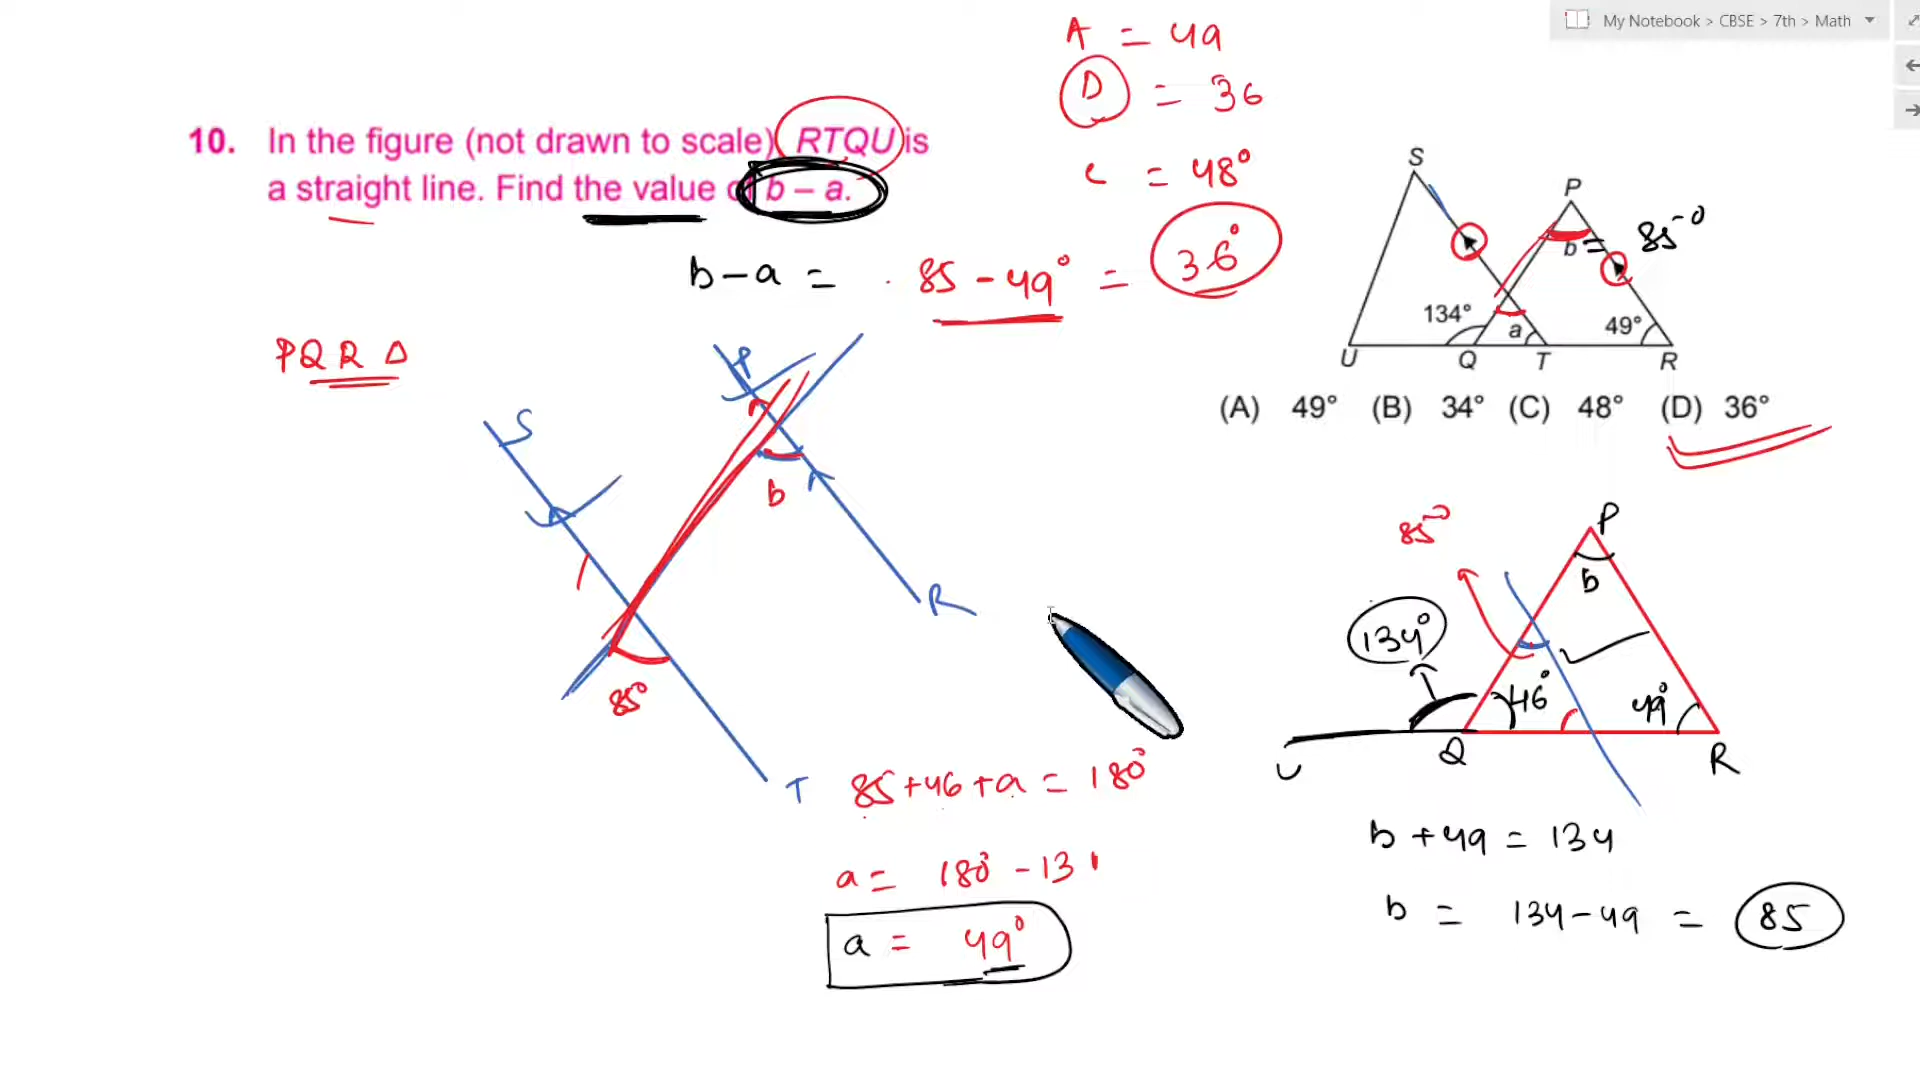 My Notebook > CBSE > 7th > Math
A = 49
D = 36
c = 48°
10. In the figure (not drawn to scale) RTQU is
a straight line. Find the value b – a.
b – a = 85 – 49° = 36°
S
P
b = 85°
134°
a
49°
U Q T R
(A) 49° (B) 34° (C) 48° (D) 36°
PQR Δ
P
S
b
R
85°
T
85°
P
b
134°
46°
49°
U
Q
R
85 + 46 + a = 180°
a = 180° – 131
a = 49°
b + 49 = 134
b = 134 – 49 = 85